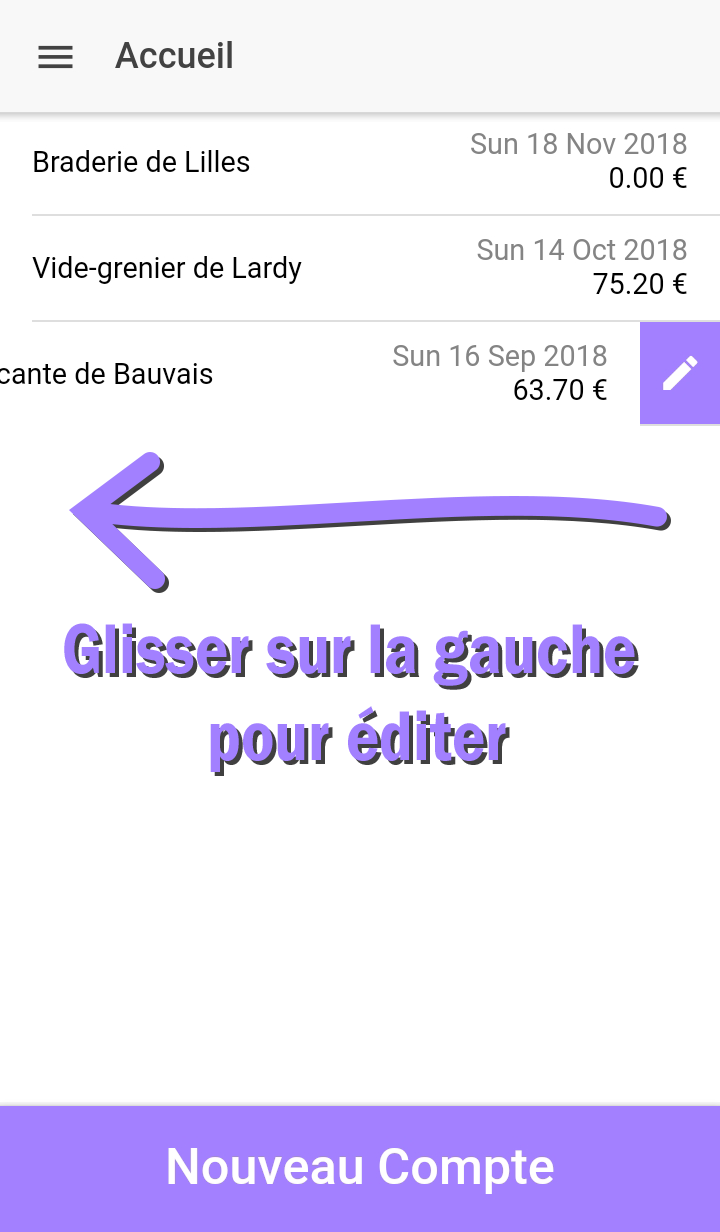 Accueil
Braderie de Lilles
Sun 18 Nov 2018
0.00 €
Vide-grenier de Lardy
Sun 14 Oct 2018
75.20 €
cante de Bauvais
Sun 16 Sep 2018
63.70 €
Glisser sur la gauche
pour éditer
Nouveau Compte